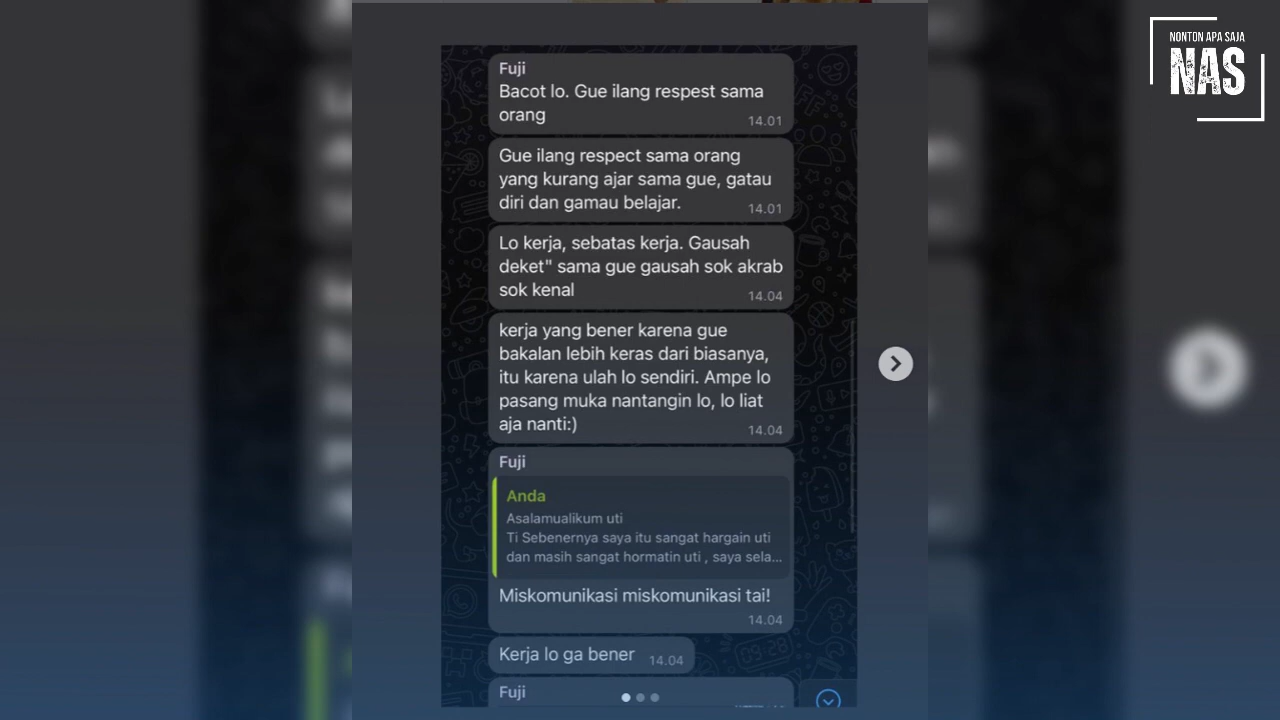 NONTON APA SAJA
NAS
Fuji
Bacot lo. Gue ilang respest sama
orang
14.01
Gue ilang respect sama orang
yang kurang ajar sama gue, gatau
diri dan gamau belajar.
14.01
Lo kerja, sebatas kerja. Gausah
deket" sama gue gausah sok akrab
sok kenal
14.04
kerja yang bener karena gue
bakalan lebih keras dari biasanya,
itu karena ulah lo sendiri. Ampe lo
pasang muka nantangin lo, lo liat
aja nanti:)
14.04
Fuji
Anda
Asalamualikum uti
Ti Sebenernya saya itu sangat hargain uti
dan masih sangat hormatin uti , saya sela...
Miskomunikasi miskomunikasi tai!
14.04
Kerja lo ga bener
14.04
Fuji